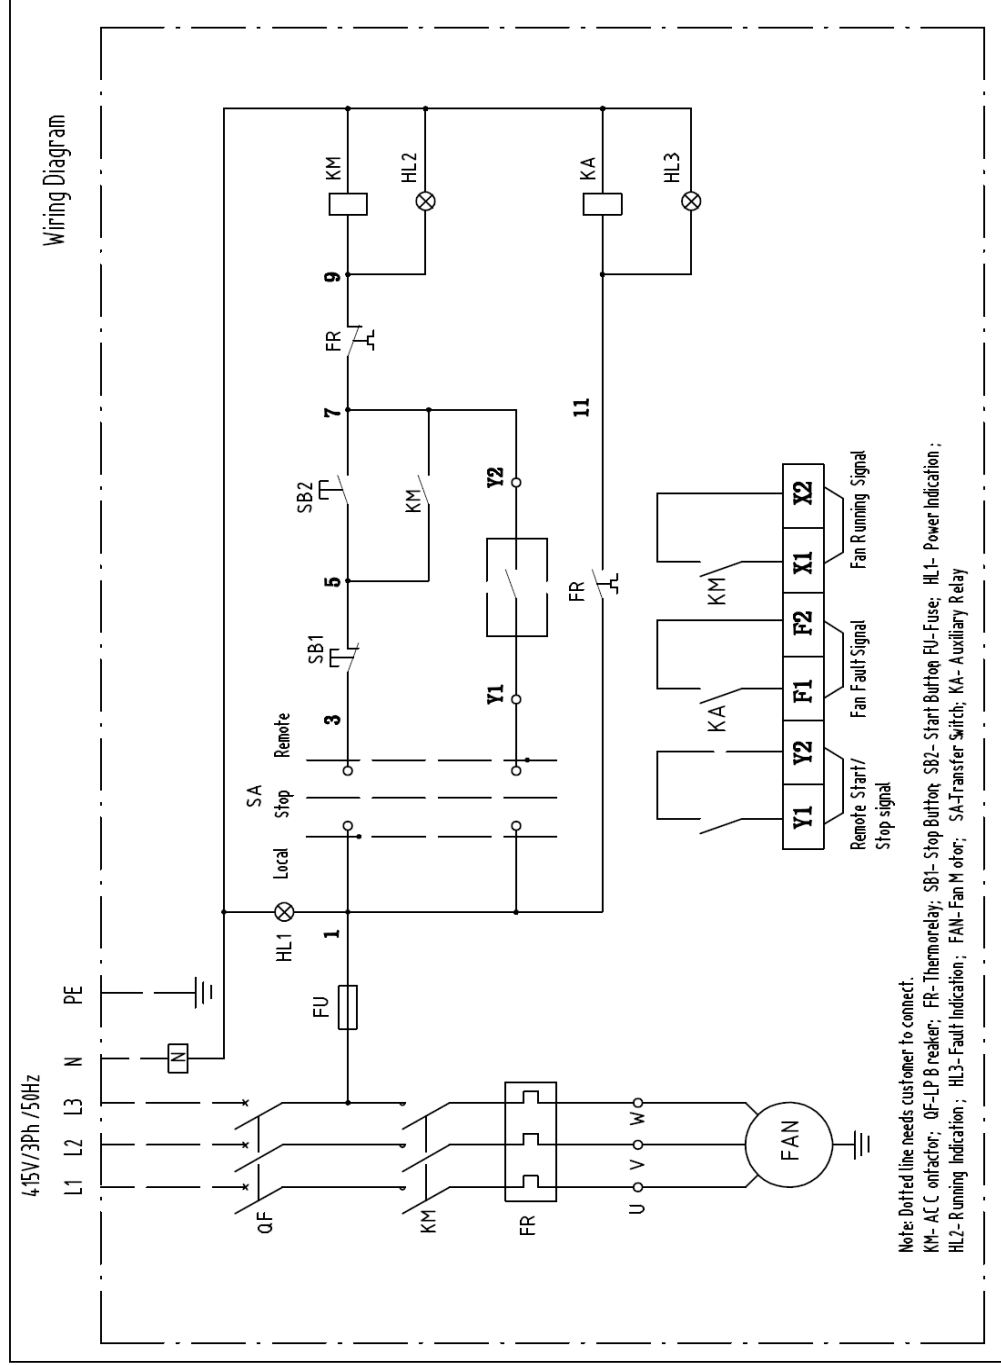 Wiring Diagram
415V/3Ph /50Hz
L1
L2
L3
N
PE
N
QF
KM
FR
U
V
W
FAN
FU
1
HL1
SA
Local
Stop
Remote
3
SB1
5
SB2
KM
7
FR
9
KM
HL2
Y1
Y2
FR
11
KA
HL3
KA
KM
Y1
Y2
F1
F2
X1
X2
Remote Start/
Stop signal
Fan Fault Signal
Fan Running Signal
Note: Dotted line needs customer to connect.
KM- AC C ontactor; QF-LP B reaker; FR- Thermorelay; SB1- Stop Button; SB2- Start Button; FU-Fuse; HL1- Power Indication ;
HL2- Running Indication ; HL3- Fault Indication ; FAN- Fan M otor; SA-Transfer Switch; KA- Auxiliary Relay